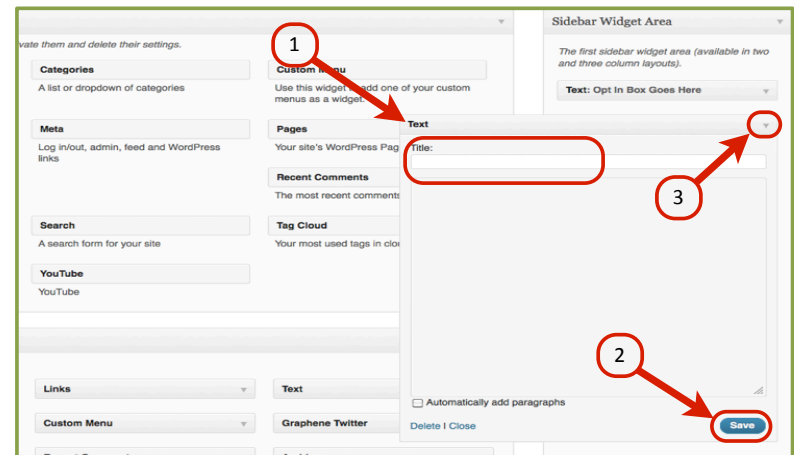 Sidebar Widget Area
The first sidebar widget area (available in two
and three column layouts).
Text: Opt In Box Goes Here
vate them and delete their settings.
1
Categories
A list or dropdown of categories
Custom Menu
Use this widget to add one of your custom
menus as a widget.
Meta
Log in/out, admin, feed and WordPress
links
Pages
Your site's WordPress Pag
Recent Comments
The most recent comments
Search
A search form for your site
Tag Cloud
Your most used tags in clou
YouTube
YouTube
Text
Title:
3
2
Automatically add paragraphs
Delete | Close
Save
Links
Text
Custom Menu
Graphene Twitter